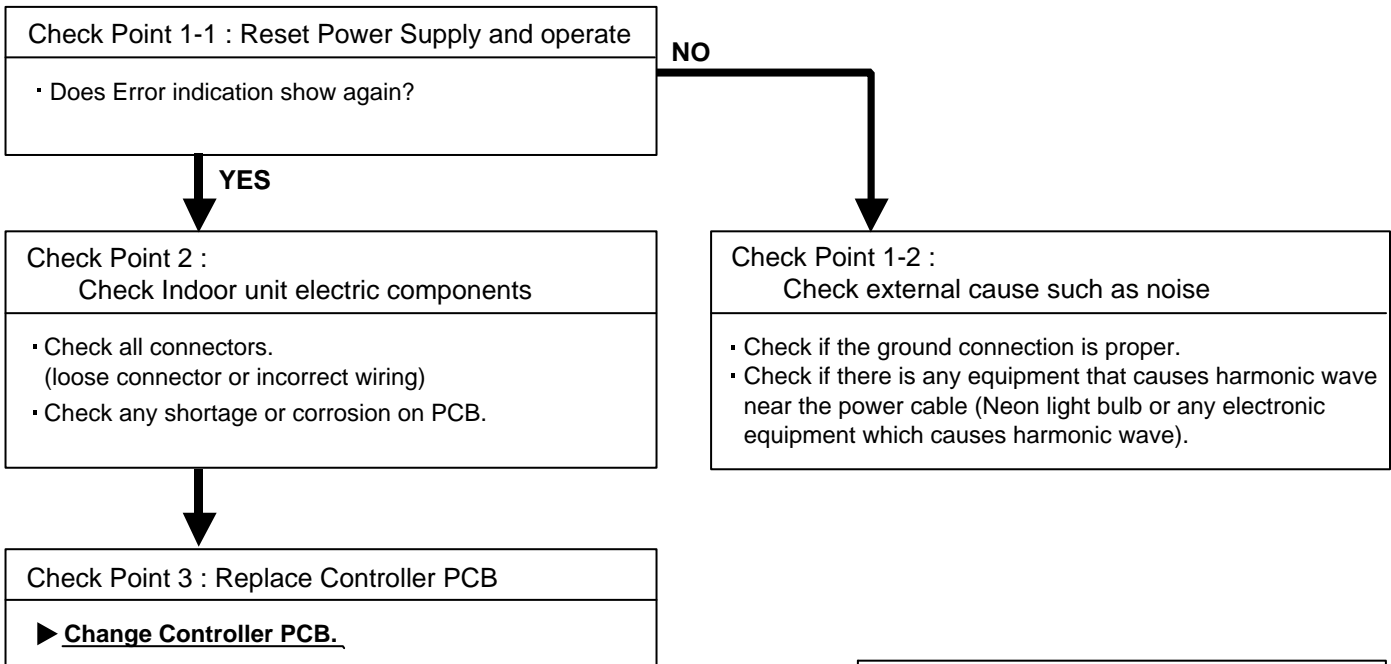 Check Point 1-1 : Reset Power Supply and operate
· Does Error indication show again?
NO
YES
Check Point 2 :
Check Indoor unit electric components
· Check all connectors.
(loose connector or incorrect wiring)
· Check any shortage or corrosion on PCB.
Check Point 1-2 :
Check external cause such as noise
· Check if the ground connection is proper.
· Check if there is any equipment that causes harmonic wave
near the power cable (Neon light bulb or any electronic
equipment which causes harmonic wave).
Check Point 3 : Replace Controller PCB
▶ Change Controller PCB.